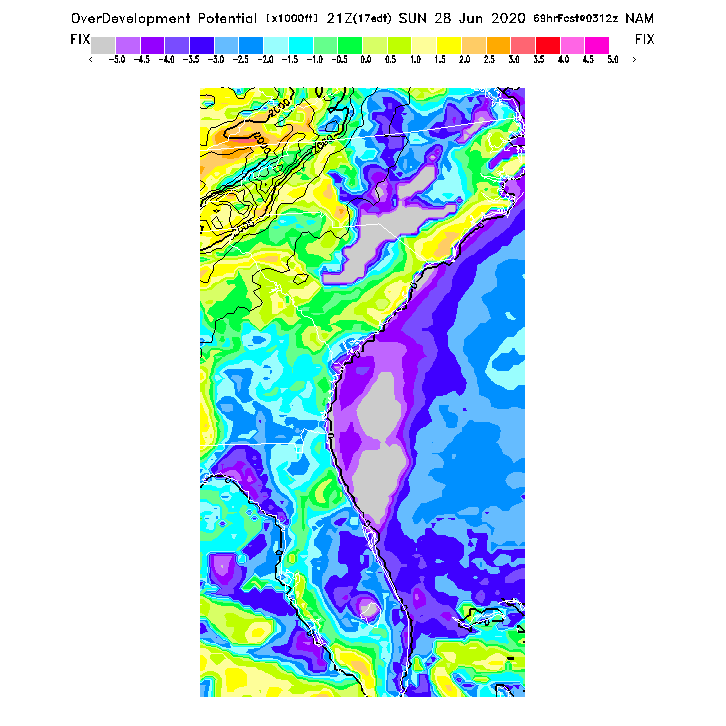 OverDevelopment Potential [x1000ft] 21Z(17edt) SUN 28 Jun 2020 69hrFcst@0312z NAM
FIX FIX
< -5.0 -4.5 -4.0 -3.5 -3.0 -2.5 -2.0 -1.5 -1.0 -0.5 0.0 0.5 1.0 1.5 2.0 2.5 3.0 3.5 4.0 4.5 5.0 >
2000
2000